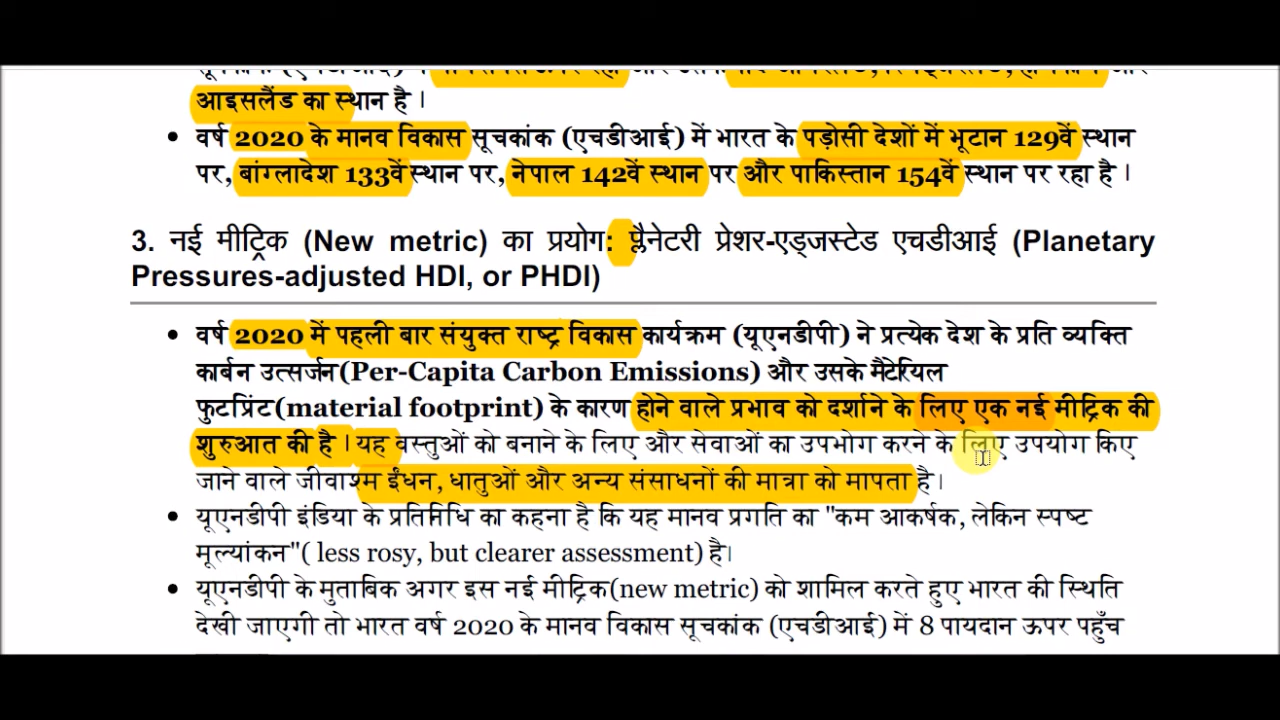 आइसलैंड का स्थान है ।
• वर्ष 2020 के मानव विकास सूचकांक (एचडीआई) में भारत के पड़ोसी देशों में भूटान 129वें स्थान
पर, बांग्लादेश 133वें स्थान पर, नेपाल 142वें स्थान पर और पाकिस्तान 154वें स्थान पर रहा है ।
3. नई मीट्रिक (New metric) का प्रयोग: प्लैनेटरी प्रेशर-एड्जस्टेड एचडीआई (Planetary
Pressures-adjusted HDI, or PHDI)
• वर्ष 2020 में पहली बार संयुक्त राष्ट्र विकास कार्यक्रम (यूएनडीपी) ने प्रत्येक देश के प्रति व्यक्ति
कार्बन उत्सर्जन(Per-Capita Carbon Emissions) और उसके मैटेरियल
फुटप्रिंट(material footprint) के कारण होने वाले प्रभाव को दर्शाने के लिए एक नई मीट्रिक की
शुरुआत की है । यह वस्तुओं को बनाने के लिए और सेवाओं का उपभोग करने के लिए उपयोग किए
जाने वाले जीवाश्म ईंधन, धातुओं और अन्य संसाधनों की मात्रा को मापता है।
• यूएनडीपी इंडिया के प्रतिनिधि का कहना है कि यह मानव प्रगति का "कम आकर्षक, लेकिन स्पष्ट
मूल्यांकन"( less rosy, but clearer assessment) है।
• यूएनडीपी के मुताबिक अगर इस नई मीट्रिक(new metric) को शामिल करते हुए भारत की स्थिति
देखी जाएगी तो भारत वर्ष 2020 के मानव विकास सूचकांक (एचडीआई) में 8 पायदान ऊपर पहुँच